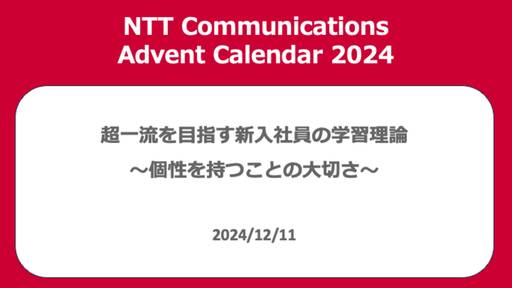 NTT Communications
Advent Calendar 2024
超一流を目指す新入社員の学習理論
～個性を持つことの大切さ～
2024/12/11